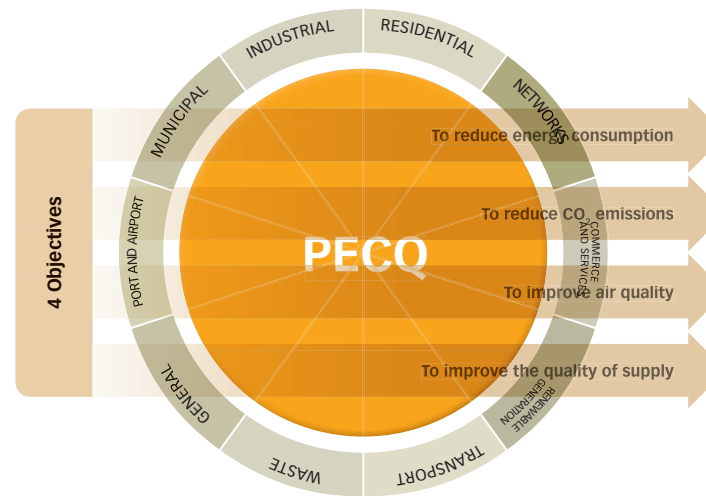 INDUSTRIAL
RESIDENTIAL
MUNICIPAL
NETWORKS
To reduce energy consumption
PORT AND AIRPORT
4 Objectives
To reduce CO2 emissions
COMMERCE
AND SERVICES
PECQ
To improve air quality
To improve the quality of supply
GENERAL
RENEWABLE
GENERATION
WASTE
TRANSPORT